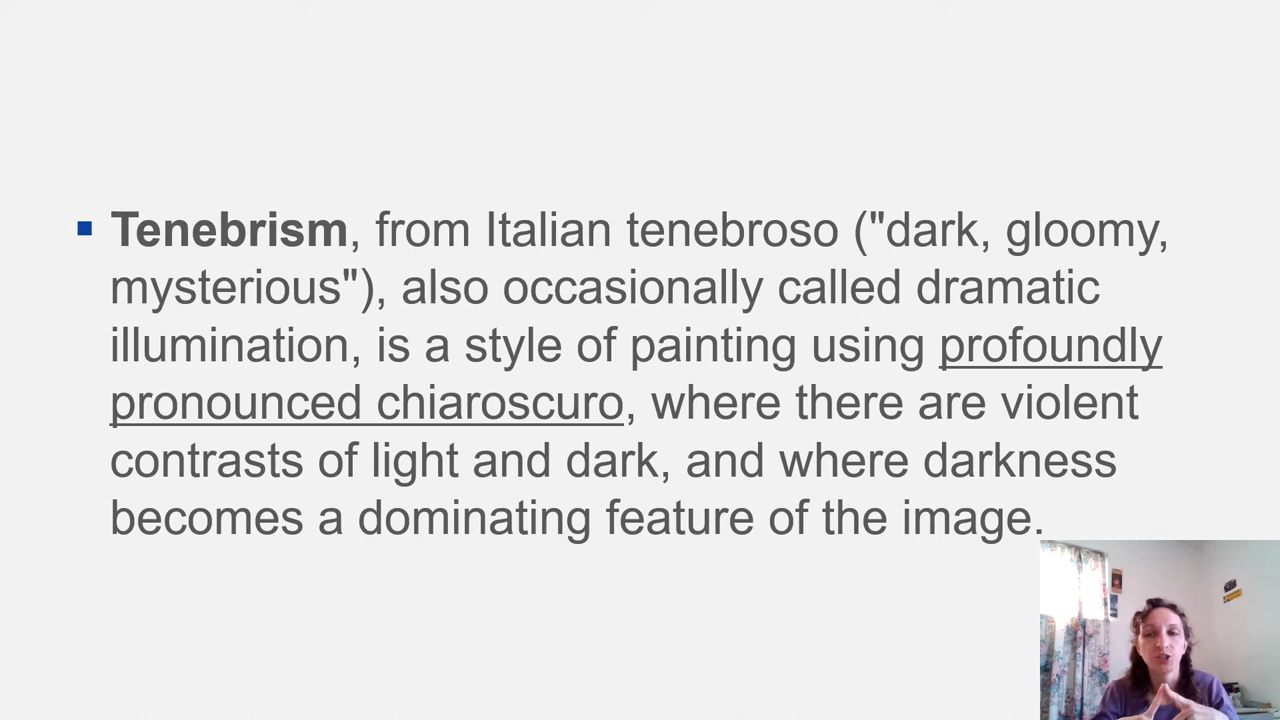 Tenebrism, from Italian tenebroso ("dark, gloomy,
mysterious"), also occasionally called dramatic
illumination, is a style of painting using profoundly
pronounced chiaroscuro, where there are violent
contrasts of light and dark, and where darkness
becomes a dominating feature of the image.